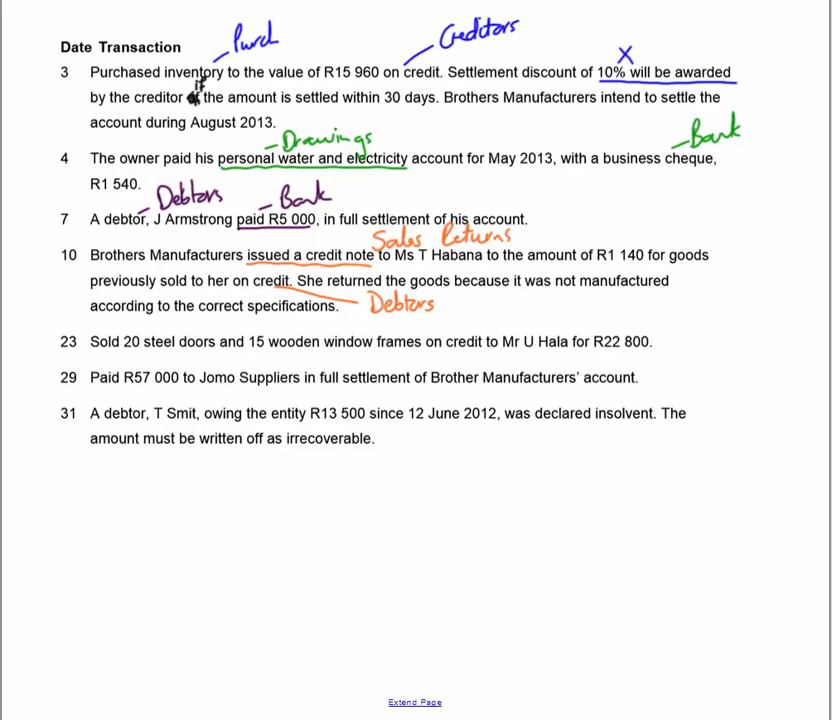 Purch Creditors
Date Transaction
X
3 Purchased inventory to the value of R15 960 on credit. Settlement discount of 10% will be awarded
by the creditor if the amount is settled within 30 days. Brothers Manufacturers intend to settle the
account during August 2013.
Drawings Bank
4 The owner paid his personal water and electricity account for May 2013, with a business cheque,
R1 540.
Debtors Bank
7 A debtor, J Armstrong paid R5 000, in full settlement of his account.
Sales Returns
10 Brothers Manufacturers issued a credit note to Ms T Habana to the amount of R1 140 for goods
previously sold to her on credit. She returned the goods because it was not manufactured
according to the correct specifications. Debtors
23 Sold 20 steel doors and 15 wooden window frames on credit to Mr U Hala for R22 800.
29 Paid R57 000 to Jomo Suppliers in full settlement of Brother Manufacturers' account.
31 A debtor, T Smit, owing the entity R13 500 since 12 June 2012, was declared insolvent. The
amount must be written off as irrecoverable.
Extend Page